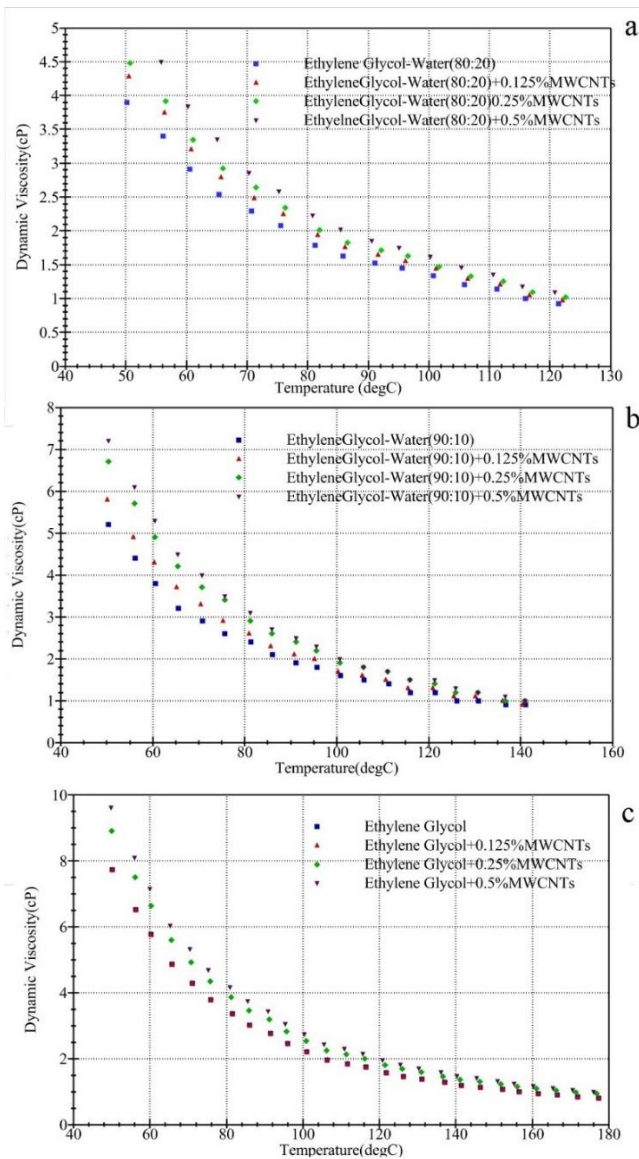 a
5
4.5
4
3.5
3
2.5
2
1.5
1
0.5
0
Dynamic Viscosity(cP)
Ethylene Glycol-Water(80:20)
EthyleneGlycol-Water(80:20)+0.125%MWCNTs
EthyleneGlycol-Water(80:20)0.25%MWCNTs
EthyelneGlycol-Water(80:20)+0.5%MWCNTs
40 50 60 70 80 90 100 110 120 130
Temperature (degC)
b
8
7
6
5
4
3
2
1
0
Dynamic Viscosity(cP)
EthyleneGlycol-Water(90:10)
EthyleneGlycol-Water(90:10)+0.125%MWCNTs
EthyleneGlycol-Water(90:10)+0.25%MWCNTs
EthyleneGlycol-Water(90:10)+0.5%MWCNTs
40 60 80 100 120 140 160
Temperature(degC)
c
10
8
6
4
2
0
Dynamic Viscosity(cP)
Ethylene Glycol
Ethylene Glycol+0.125%MWCNTs
Ethylene Glycol+0.25%MWCNTs
Ethylene Glycol+0.5%MWCNTs
40 60 80 100 120 140 160 180
Temperature(degC)